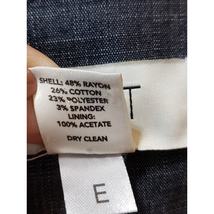 SHELL: 48% RAYON
26% COTTON
23% POLYESTER
3% SPANDEX
LINING:
100% ACETATE
DRY CLEAN
T
E